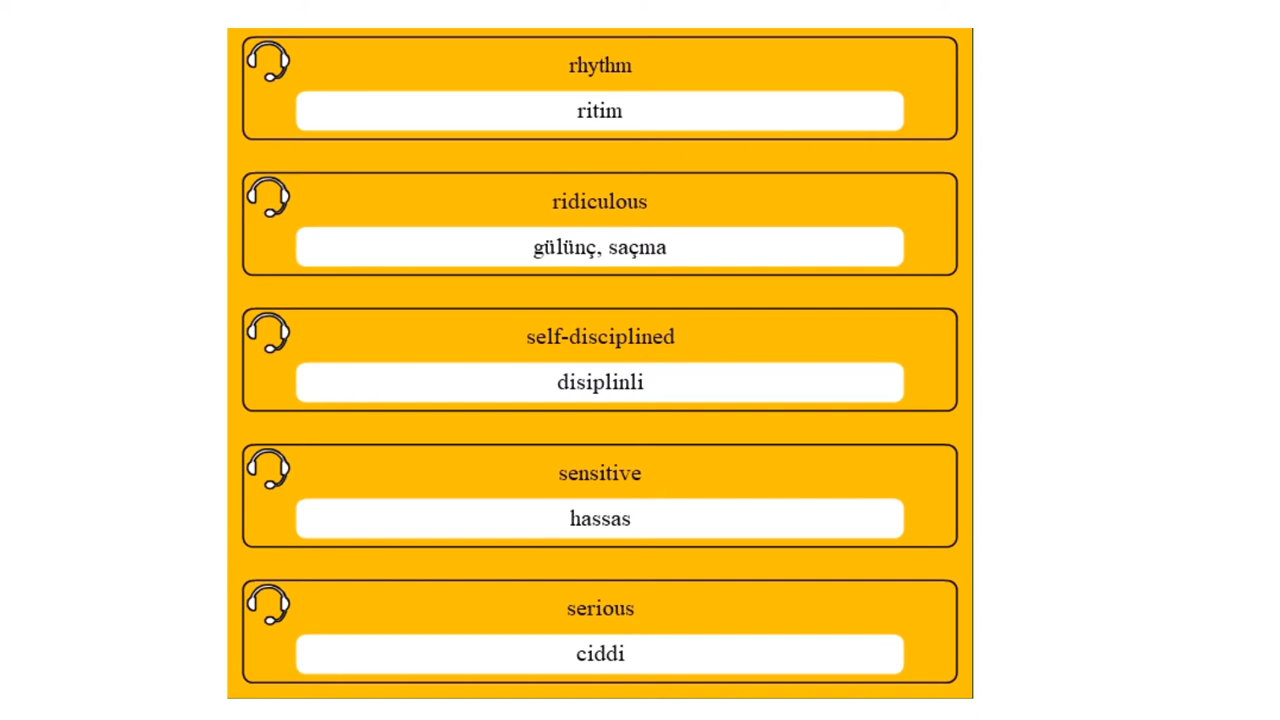 rhythm
ritim
ridiculous
gülünç, saçma
self-disciplined
disiplinli
sensitive
hassas
serious
ciddi